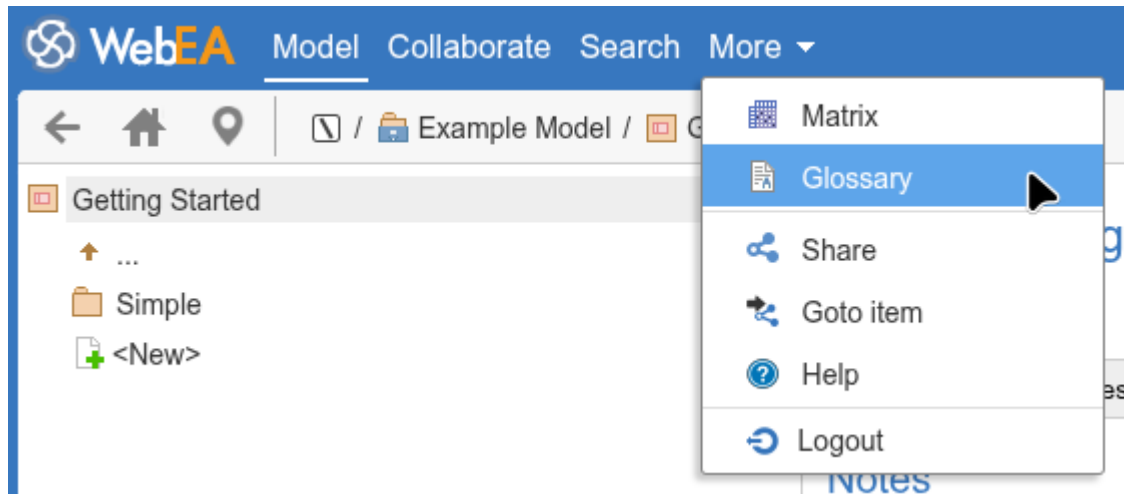 WebEA Model Collaborate Search More
/ Example Model / G
Matrix
Glossary
Getting Started
...
Share
Simple
Goto item
<New>
Help
Logout
Notes